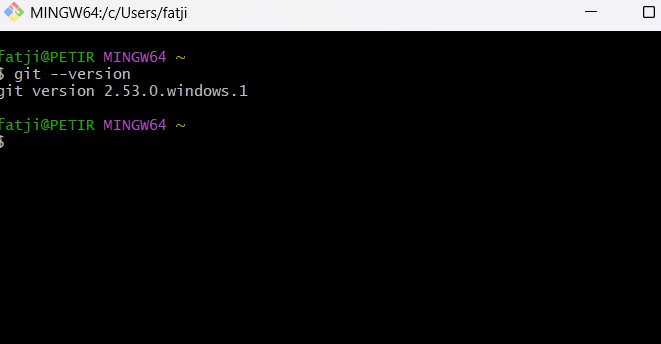 MINGW64:/c/Users/fatji
fatji@PETIR MINGW64 ~
$ git --version
git version 2.53.0.windows.1
fatji@PETIR MINGW64 ~
$